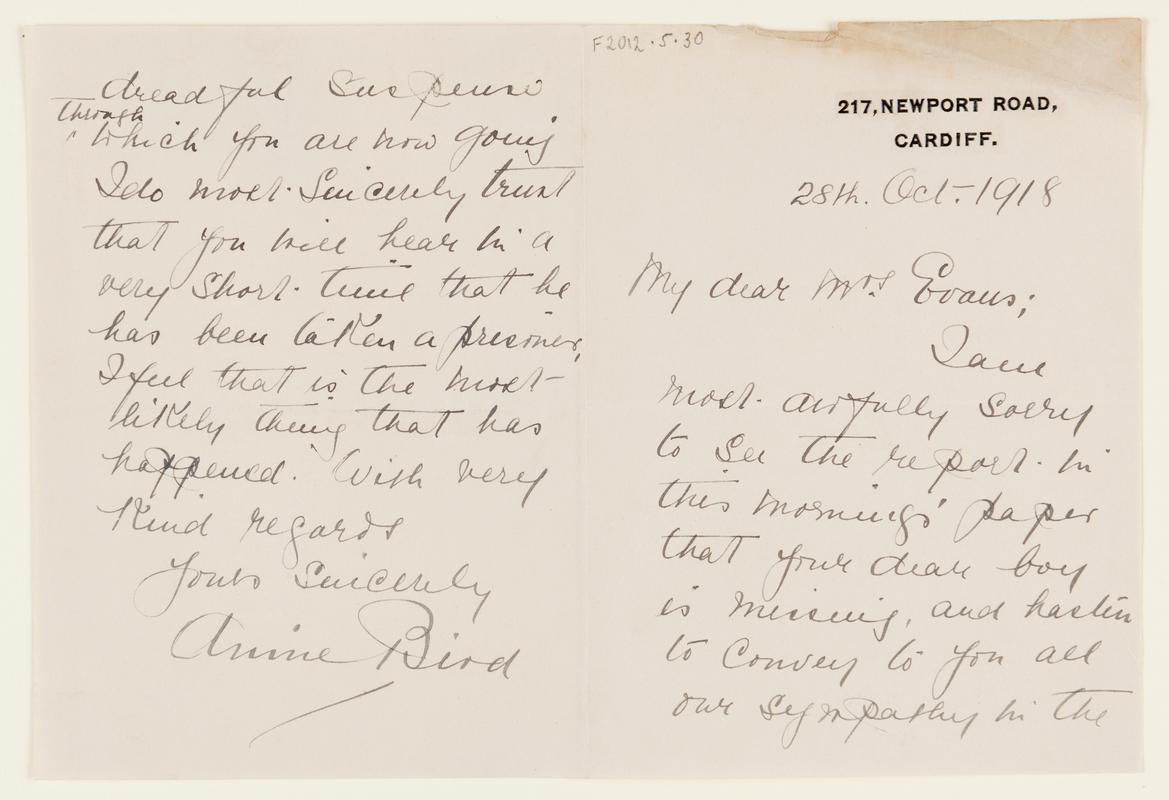 F2012.5.30
217, NEWPORT ROAD,
CARDIFF.
28th. Oct-1918
My dear Mrs Evans;
I am
most awfully sorry
to see the report in
this mornings' paper
that your dear boy
is missing, and hasten
to convey to you all
our sympathy in the
dreadful suspense
through
which you are now going
I do most sincerely trust
that you will hear in a
very short time that he
has been taken a prisoner,
I feel that is the most
likely thing that has
happened. With very
Kind regards
Yours sincerely
Annie Bird